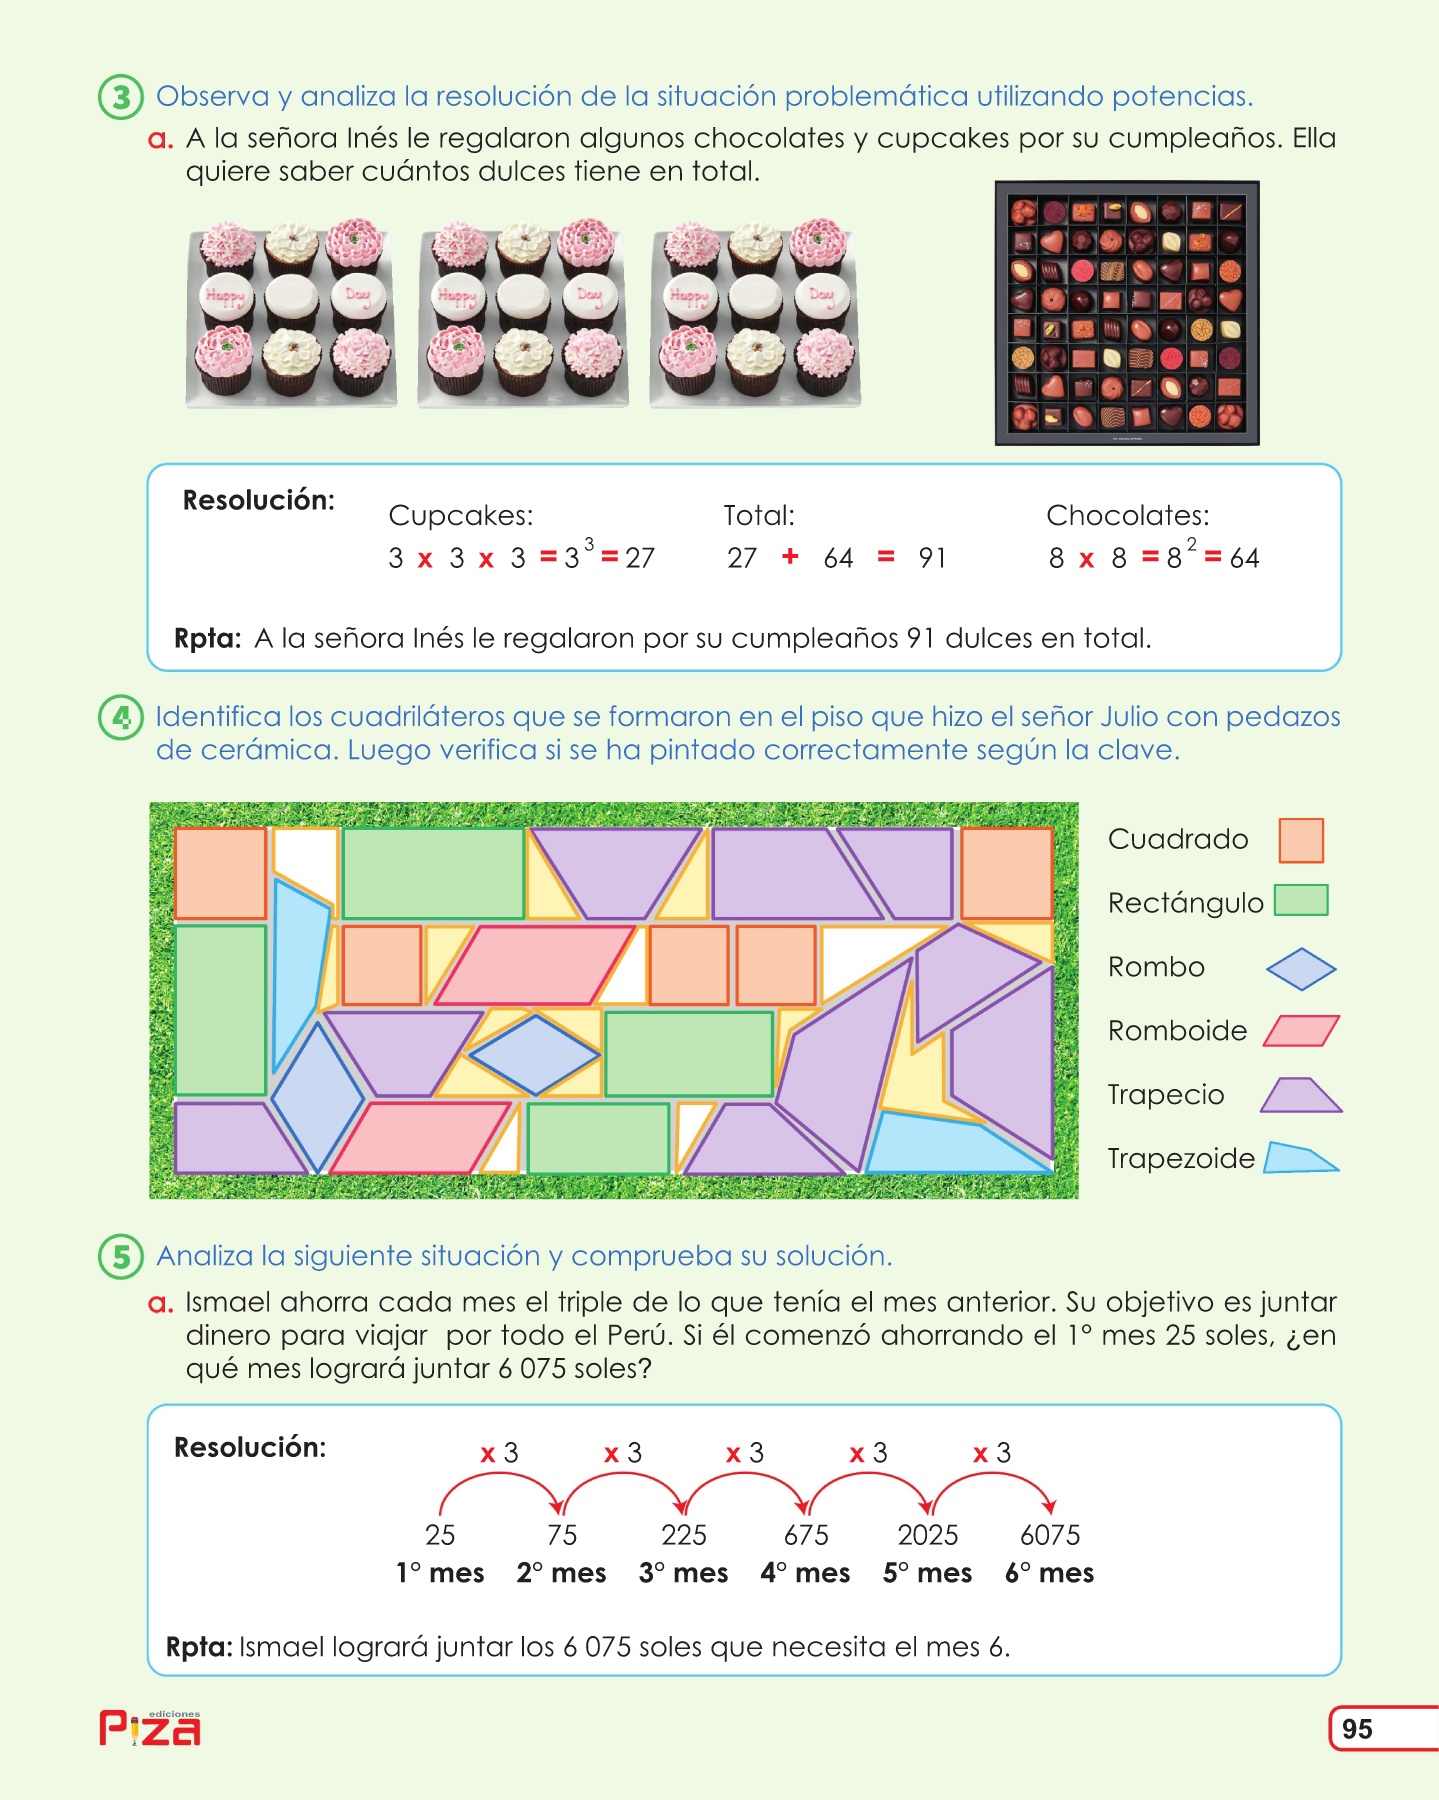 3 Observa y analiza la resolución de la situación problemática utilizando potencias.
a. A la señora Inés le regalaron algunos chocolates y cupcakes por su cumpleaños. Ella
quiere saber cuántos dulces tiene en total.
Happy Day Happy Day Happy Day
Resolución:
Cupcakes: Total: Chocolates:
3 x 3 x 3 = 3³ = 27 27 + 64 = 91 8 x 8 = 8² = 64
Rpta: A la señora Inés le regalaron por su cumpleaños 91 dulces en total.
4 Identifica los cuadriláteros que se formaron en el piso que hizo el señor Julio con pedazos
de cerámica. Luego verifica si se ha pintado correctamente según la clave.
Cuadrado
Rectángulo
Rombo
Romboide
Trapecio
Trapezoide
5 Analiza la siguiente situación y comprueba su solución.
a. Ismael ahorra cada mes el triple de lo que tenía el mes anterior. Su objetivo es juntar
dinero para viajar por todo el Perú. Si él comenzó ahorrando el 1° mes 25 soles, ¿en
qué mes logrará juntar 6 075 soles?
Resolución:
x 3 x 3 x 3 x 3 x 3
25 75 225 675 2025 6075
1° mes 2° mes 3° mes 4° mes 5° mes 6° mes
Rpta: Ismael logrará juntar los 6 075 soles que necesita el mes 6.
ediciones
Piza
95